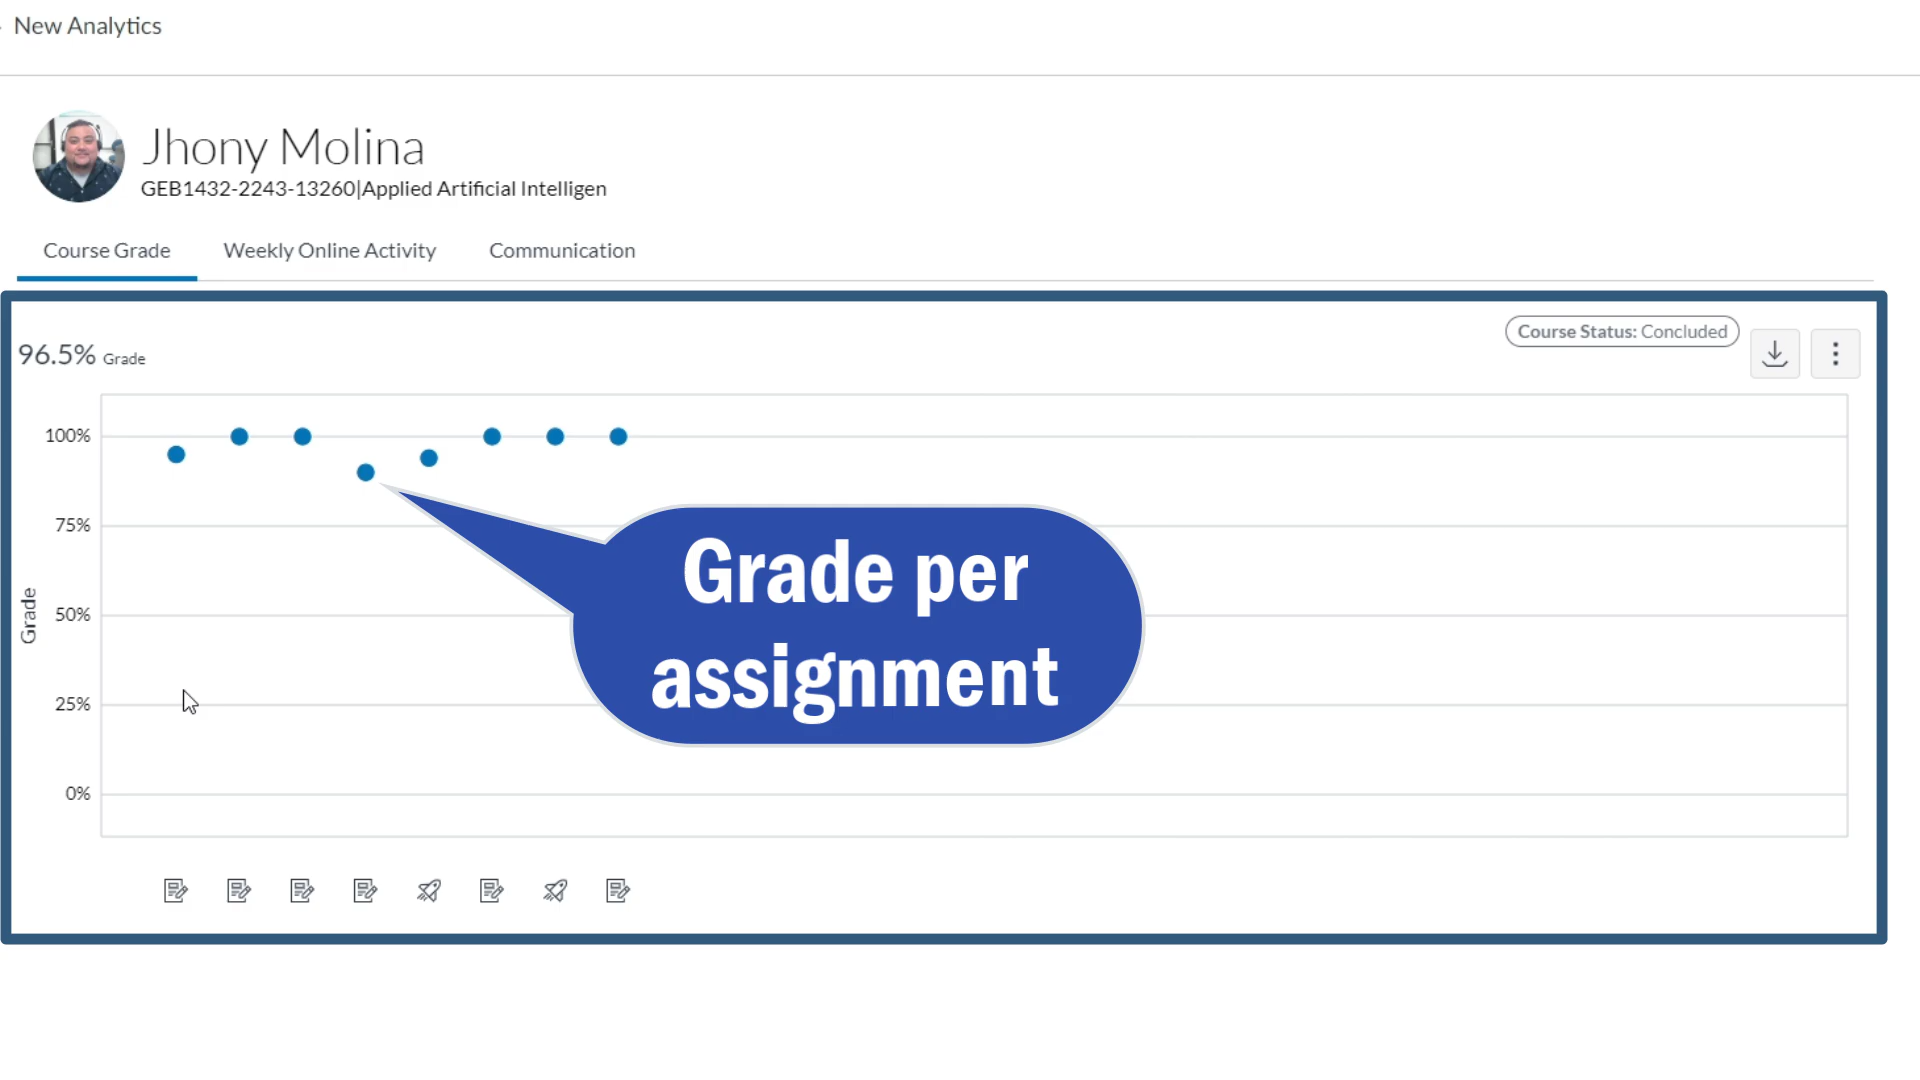 New Analytics
Jhony Molina
GEB1432-2243-13260|Applied Artificial Intelligen
Course Grade Weekly Online Activity Communication
Course Status: Concluded
96.5% Grade
100%
75%
50%
25%
0%
Grade
Grade per
assignment